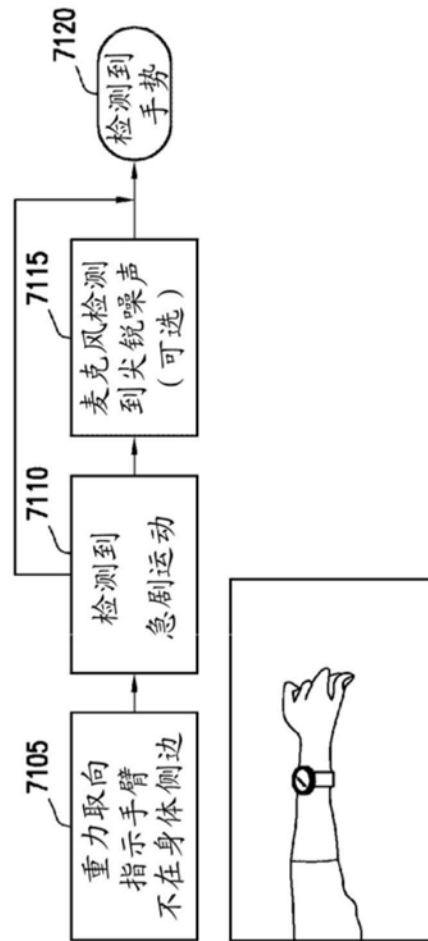 7105
重力取向
指示手臂
不在身体侧边
7110
检测到
急剧运动
7115
麦克风检测
到尖锐噪声
(可选)
7120
检测到
手势